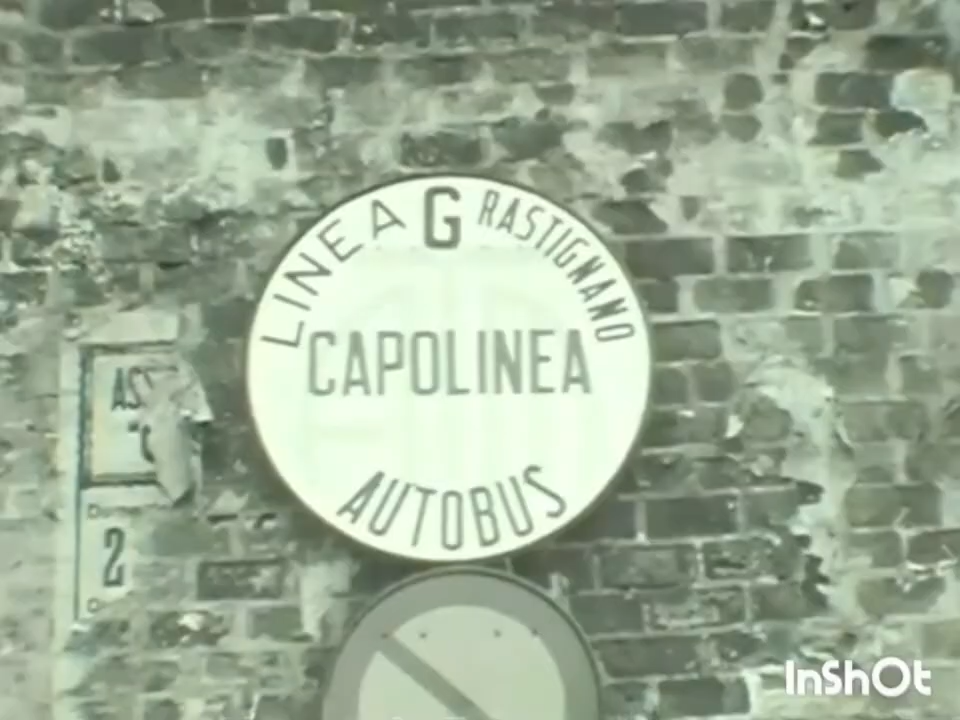 LINEA G RASTIGNANO
CAPOLINEA
AUTOBUS
2
InShOt